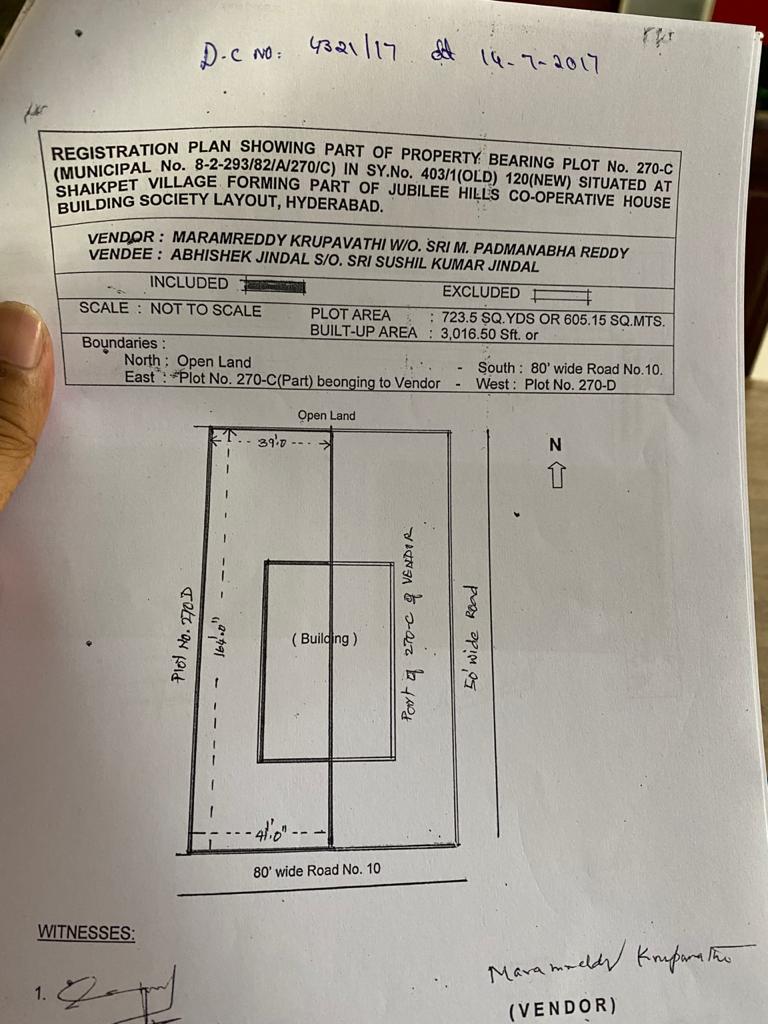 D.C NO: 4321/17 dt 14-7-2017
REGISTRATION PLAN SHOWING PART OF PROPERTY BEARING PLOT No. 270-C
(MUNICIPAL No. 8-2-293/82/A/270/C) IN SY.No. 403/1(OLD) 120(NEW) SITUATED AT
SHAIKPET VILLAGE FORMING PART OF JUBILEE HILLS CO-OPERATIVE HOUSE
BUILDING SOCIETY LAYOUT, HYDERABAD.
VENDOR : MARAMREDDY KRUPAVATHI W/O. SRI M. PADMANABHA REDDY
VENDEE : ABHISHEK JINDAL S/O. SRI SUSHIL KUMAR JINDAL
INCLUDED EXCLUDED
SCALE : NOT TO SCALE PLOT AREA : 723.5 SQ.YDS OR 605.15 SQ.MTS.
BUILT-UP AREA : 3,016.50 Sft. or
Boundaries :
North : Open Land - South : 80' wide Road No.10.
East : Plot No. 270-C(Part) beonging to Vendor - West : Plot No. 270-D
Open Land
39'.0
N
Plot No. 270D
164'.0"
( Building )
Part of 270-C of VENDOR
50' wide Road
41'.0"
80' wide Road No. 10
WITNESSES:
1.
Maramreddy Krupavathi
(VENDOR)